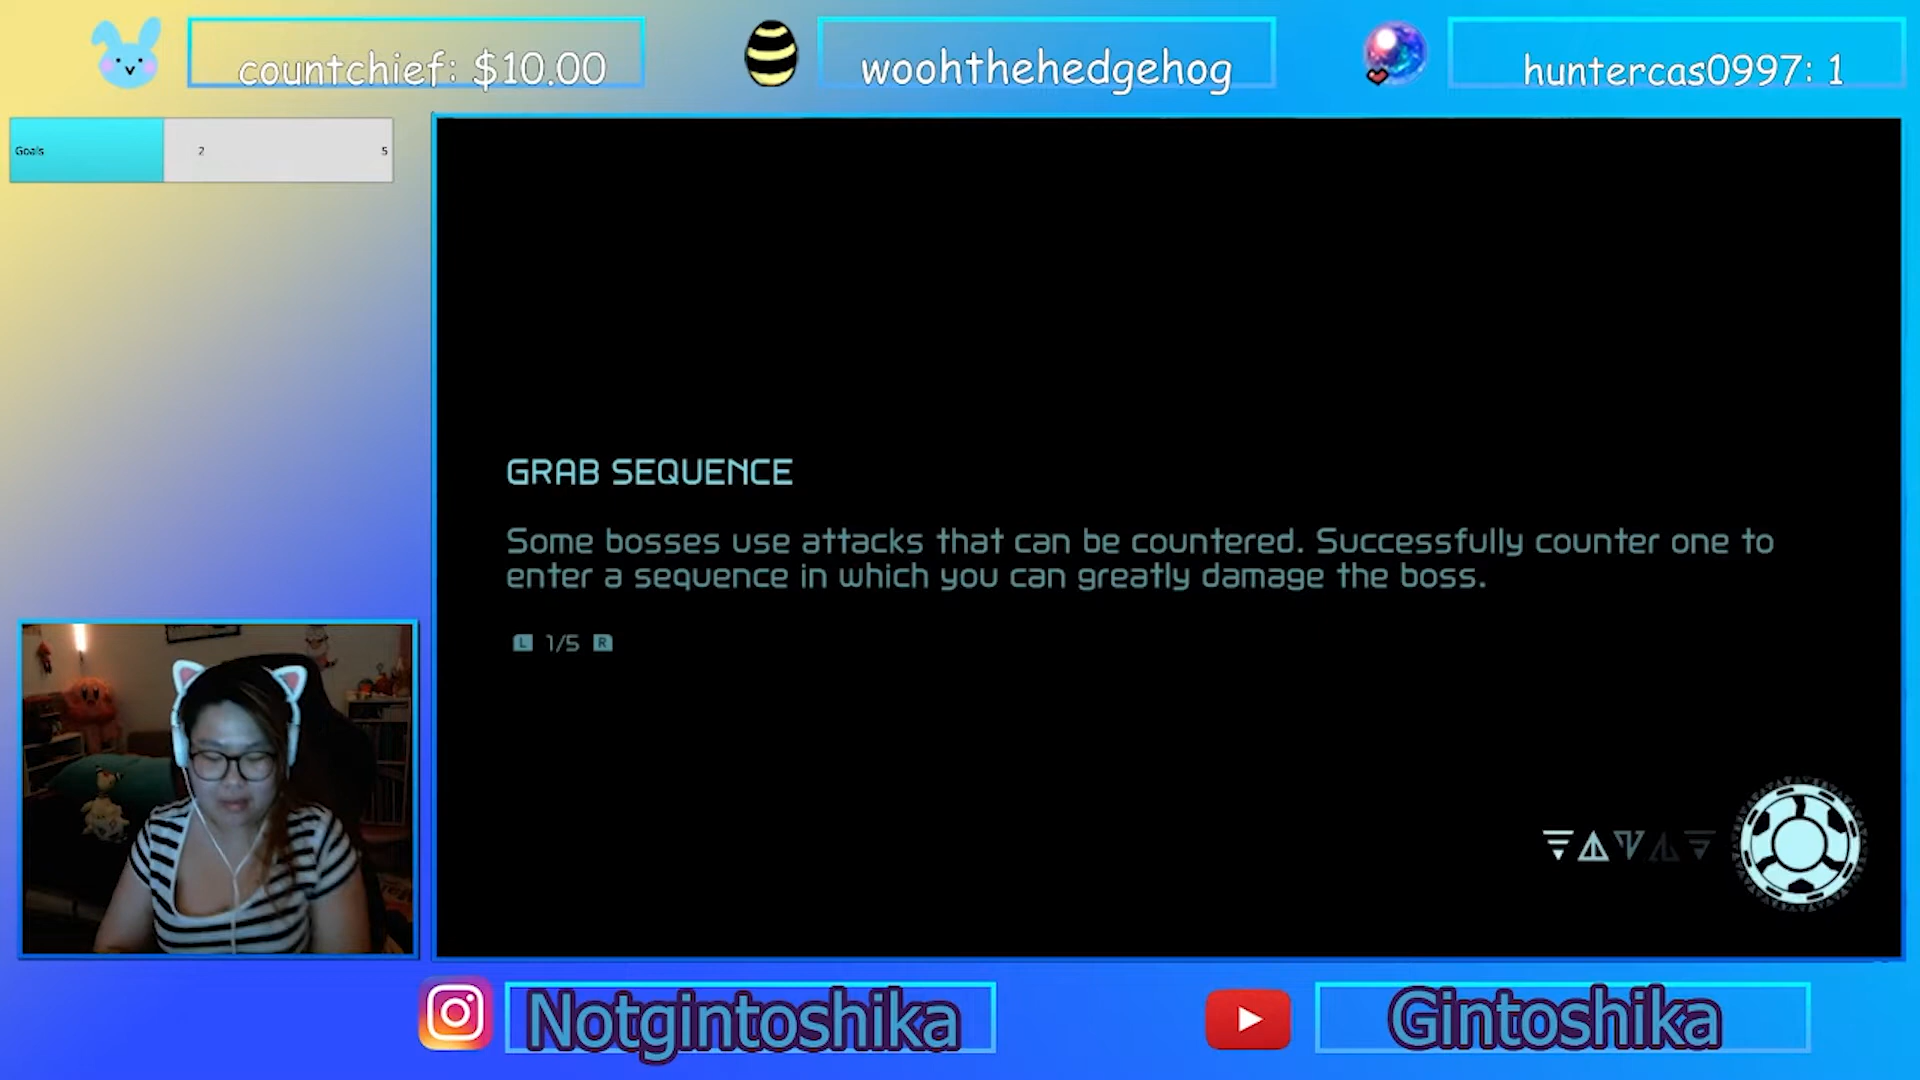 countchief: $10.00
woohthehedgehog
huntercas0997: 1
Goals 2 5
GRAB SEQUENCE
Some bosses use attacks that can be countered. Successfully counter one to
enter a sequence in which you can greatly damage the boss.
L 1/5 R
Notgintoshika
Gintoshika